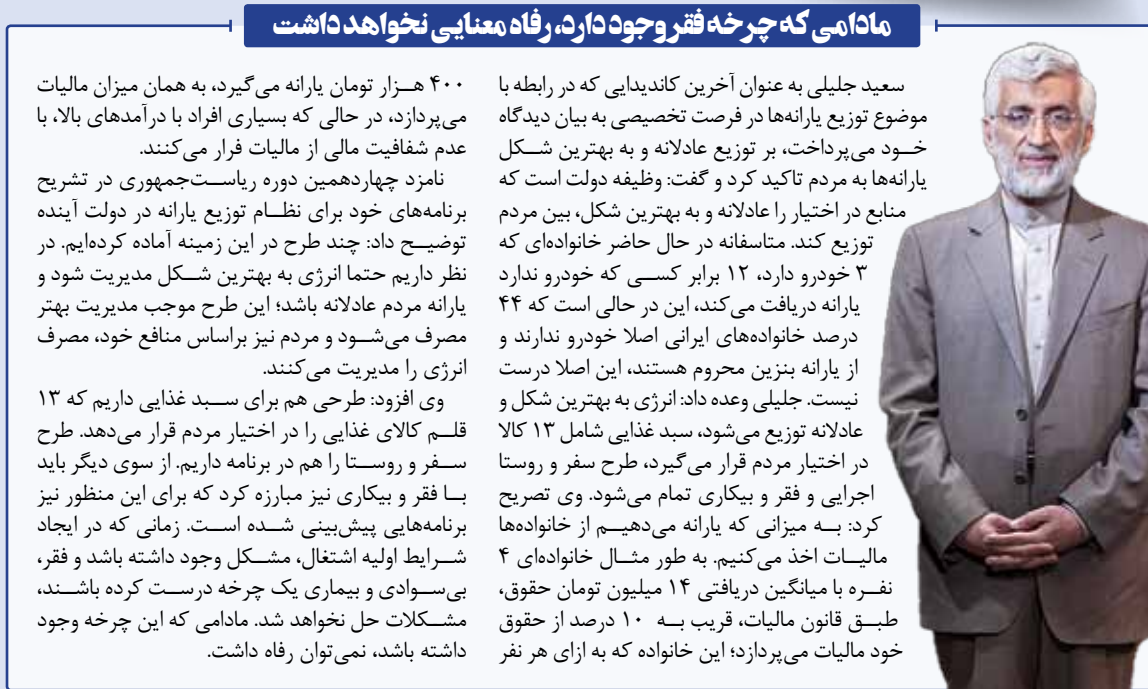 مادامی که چرخه فقر وجود دارد، رفاه معنایی نخواهد داشت
سعید جلیلی به عنوان آخرین کاندیدایی که در رابطه با
موضوع توزیع یارانه‌ها در فرصت تخصیصی به بیان دیدگاه
خود می‌پرداخت، بر توزیع عادلانه و به بهترین شکل
یارانه‌ها به مردم تاکید کرد و گفت: وظیفه دولت است که
منابع در اختیار را عادلانه و به بهترین شکل، بین مردم
توزیع کند. متاسفانه در حال حاضر خانواده‌ای که
۳ خودرو دارد، ۱۲ برابر کسی که خودرو ندارد
یارانه دریافت می‌کند، این در حالی است که ۴۴
درصد خانواده‌های ایرانی اصلا خودرو ندارند و
از یارانه بنزین محروم هستند، این اصلا درست
نیست. جلیلی وعده داد: انرژی به بهترین شکل و
عادلانه توزیع می‌شود، سبد غذایی شامل ۱۳ کالا
در اختیار مردم قرار می‌گیرد، طرح سفر و روستا
اجرایی و فقر و بیکاری تمام می‌شود. وی تصریح
کرد: به میزانی که یارانه می‌دهیم از خانواده‌ها
مالیات اخذ می‌کنیم. به طور مثال خانواده‌ای ۴
نفره با میانگین دریافتی ۱۴ میلیون تومان حقوق،
طبق قانون مالیات، قریب به ۱۰ درصد از حقوق
خود مالیات می‌پردازد؛ این خانواده که به ازای هر نفر
۴۰۰ هزار تومان یارانه می‌گیرد، به همان میزان مالیات
می‌پردازد، در حالی که بسیاری افراد با درآمدهای بالا، با
عدم شفافیت مالی از مالیات فرار می‌کنند.
نامزد چهاردهمین دوره ریاست‌جمهوری در تشریح
برنامه‌های خود برای نظام توزیع یارانه در دولت آینده
توضیح داد: چند طرح در این زمینه آماده کرده‌ایم. در
نظر داریم حتما انرژی به بهترین شکل مدیریت شود و
یارانه مردم عادلانه باشد؛ این طرح موجب مدیریت بهتر
مصرف می‌شود و مردم نیز براساس منافع خود، مصرف
انرژی را مدیریت می‌کنند.
وی افزود: طرحی هم برای سبد غذایی داریم که ۱۳
قلم کالای غذایی را در اختیار مردم قرار می‌دهد. طرح
سفر و روستا را هم در برنامه داریم. از سوی دیگر باید
با فقر و بیکاری نیز مبارزه کرد که برای این منظور نیز
برنامه‌هایی پیش‌بینی شده است. زمانی که در ایجاد
شرایط اولیه اشتغال، مشکل وجود داشته باشد و فقر،
بی‌سوادی و بیماری یک چرخه درست کرده باشند،
مشکلات حل نخواهد شد. مادامی که این چرخه وجود
داشته باشد، نمی‌توان رفاه داشت.